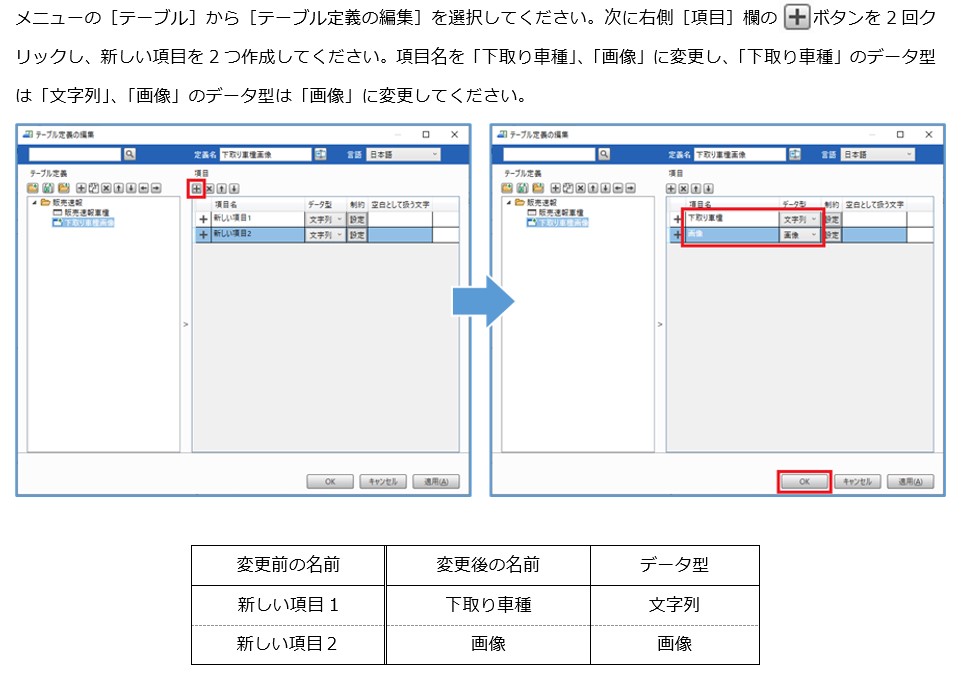 メニューの［テーブル］から［テーブル定義の編集］を選択してください。次に右側［項目］欄の ボタンを２回ク
リックし、新しい項目を２つ作成してください。項目名を「下取り車種」、「画像」に変更し、「下取り車種」のデータ型
は「文字列」、「画像」のデータ型は「画像」に変更してください。
テーブル定義の編集
定義名 下取り車種画像 言語 日本語
テーブル定義 項目
項目名 データ型 制約 空白として扱う文字
販売速報
販売速報車種
下取り車種画像
新しい項目1 文字列 設定
新しい項目2 文字列 設定
OK キャンセル 適用(A)
テーブル定義の編集
定義名 下取り車種画像 言語 日本語
テーブル定義 項目
項目名 データ型 制約 空白として扱う文字
販売速報
販売速報車種
下取り車種画像
下取り車種 文字列 設定
画像 画像 設定
OK キャンセル 適用(A)
変更前の名前 変更後の名前 データ型
新しい項目１ 下取り車種 文字列
新しい項目２ 画像 画像